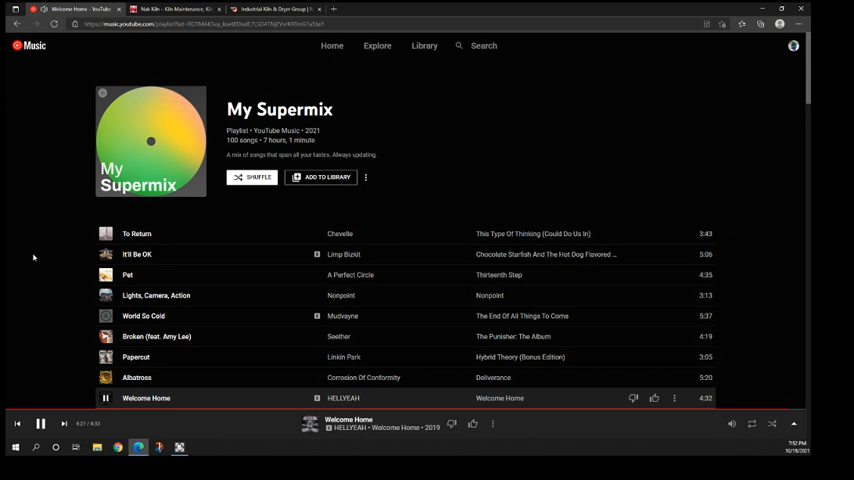 Welcome Home - YouTube
Nak Kiln - Kiln Maintenance, Kil
Industrial Kiln & Dryer Group |
Music
Home
Explore
Library
Search
My Supermix
My Supermix
Playlist • YouTube Music • 2021
100 songs • 7 hours, 1 minute
A mix of songs that span all your tastes. Always updating.
SHUFFLE
ADD TO LIBRARY
To Return Chevelle This Type Of Thinking (Could Do Us In) 3:43
It'll Be OK E Limp Bizkit Chocolate Starfish And The Hot Dog Flavored ... 5:06
Pet A Perfect Circle Thirteenth Step 4:35
Lights, Camera, Action Nonpoint Nonpoint 3:13
World So Cold E Mudvayne The End Of All Things To Come 5:37
Broken (feat. Amy Lee) Seether The Punisher: The Album 4:19
Papercut Linkin Park Hybrid Theory (Bonus Edition) 3:05
Albatross Corrosion Of Conformity Deliverance 5:20
Welcome Home E HELLYEAH Welcome Home 4:32
4:27 / 4:33
Welcome Home
E HELLYEAH • Welcome Home • 2019
7:52 PM
10/19/2021